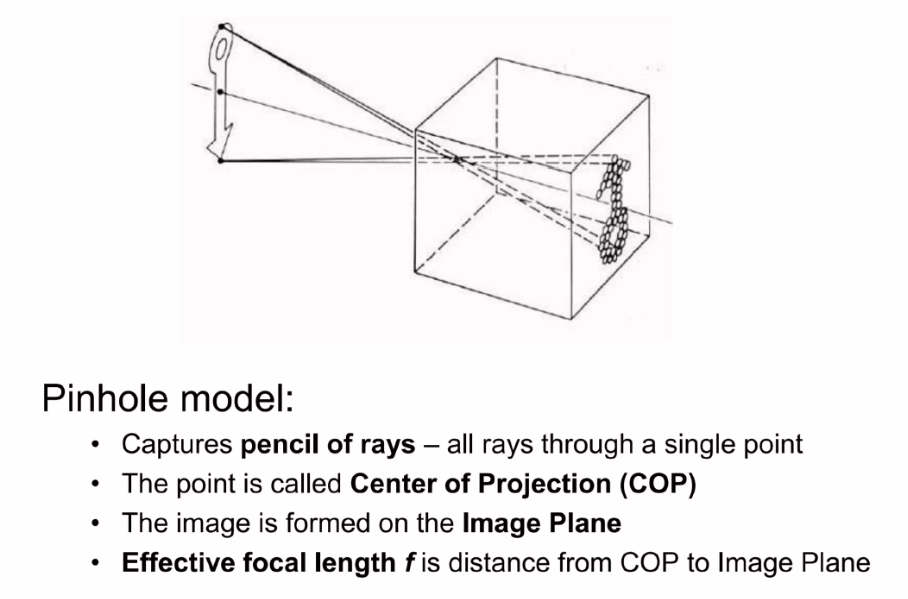 Pinhole model:
• Captures pencil of rays – all rays through a single point
• The point is called Center of Projection (COP)
• The image is formed on the Image Plane
• Effective focal length f is distance from COP to Image Plane